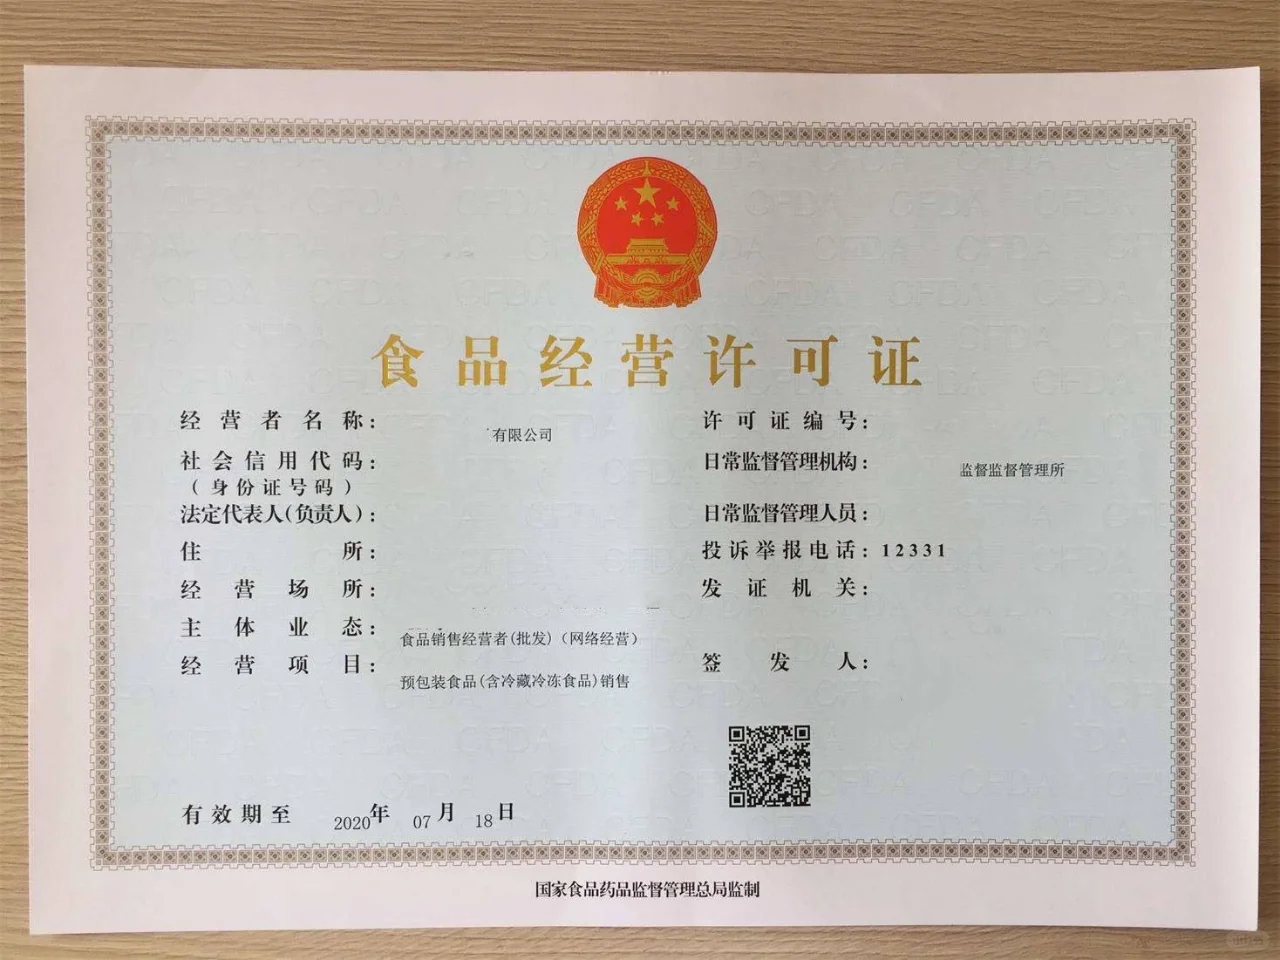 食品经营许可证
经营者名称：
有限公司
社会信用代码：
（身份证号码）
法定代表人(负责人)：
住所：
经营场所：
主体业态：
食品销售经营者(批发)（网络经营）
经营项目：
预包装食品(含冷藏冷冻食品)销售
许可证编号：
日常监督管理机构：
监督监督管理所
日常监督管理人员：
投诉举报电话：12331
发证机关：
签发人：
有效期至 2020年 07月 18日
国家食品药品监督管理总局监制